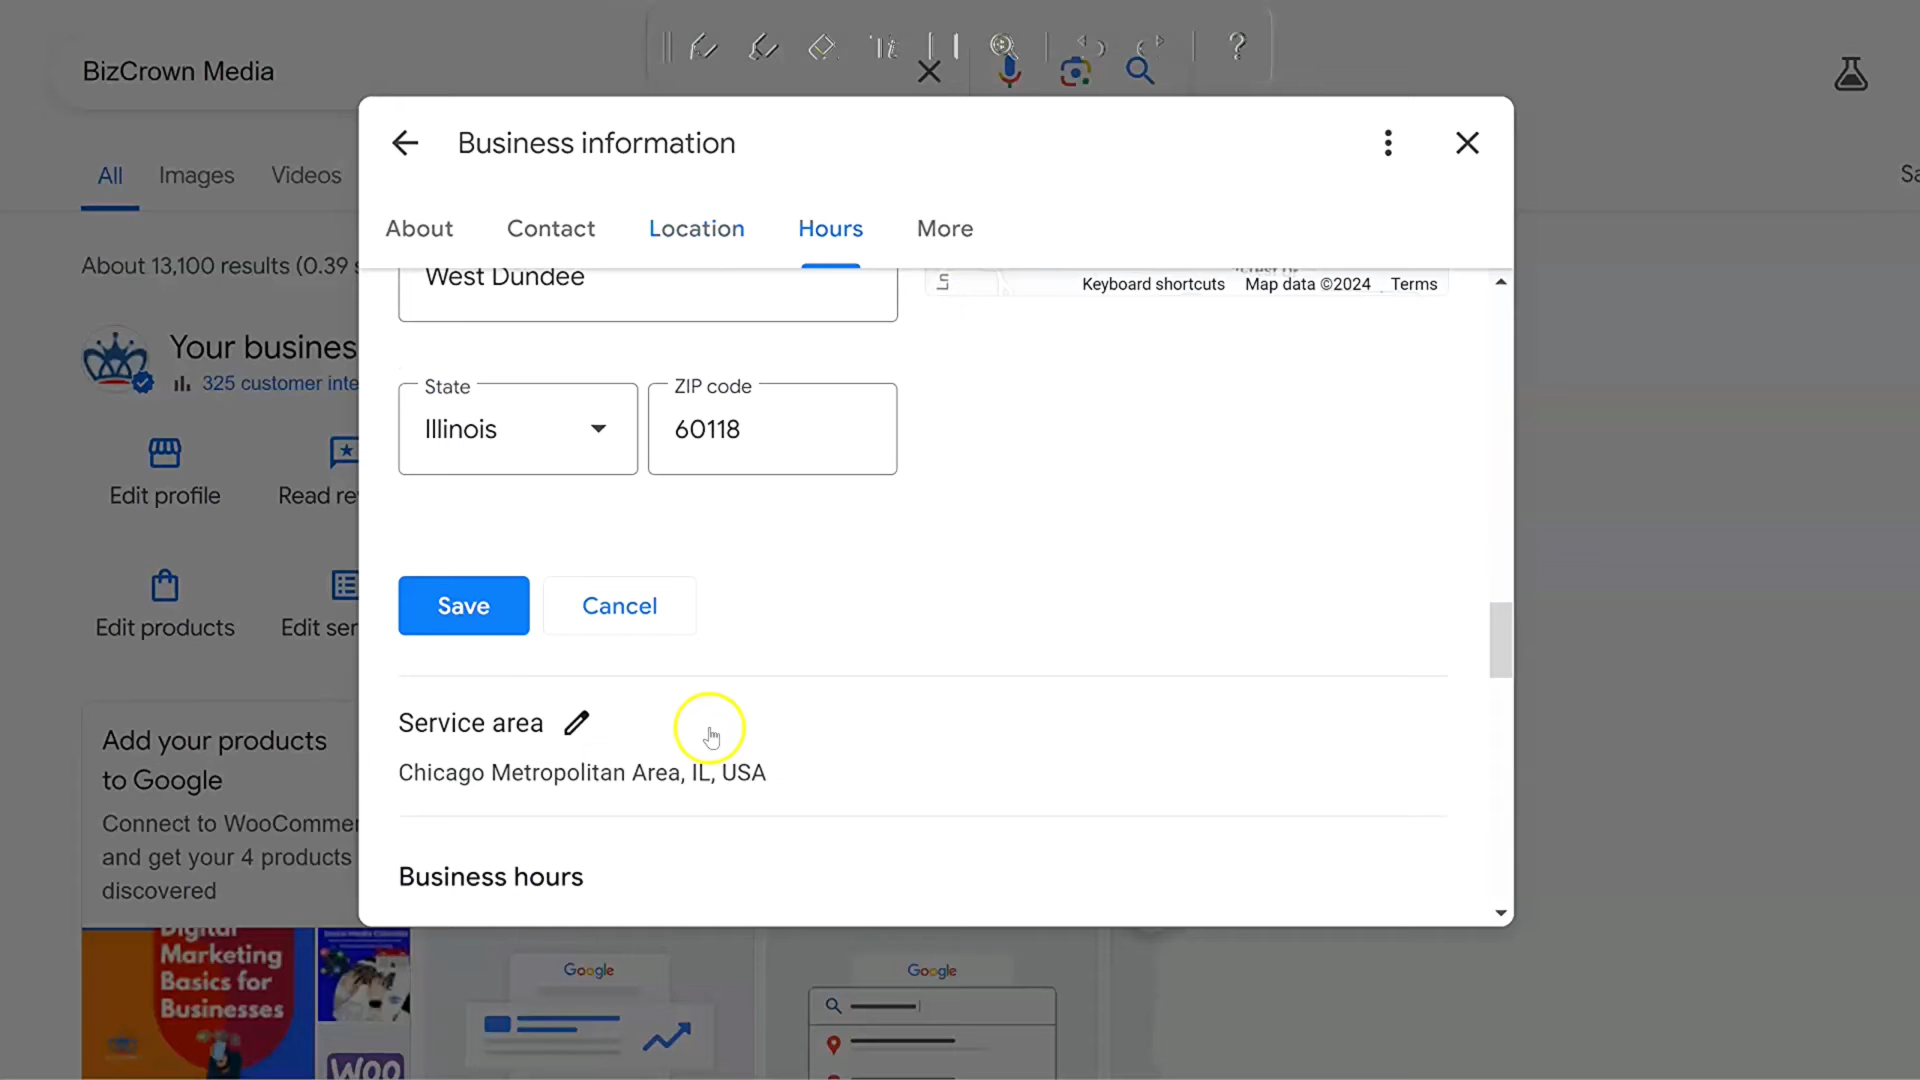 BizCrown Media
Business information
All
Images
Videos
About
Contact
Location
Hours
More
About 13,100 results (0.39
West Dundee
Keyboard shortcuts
Map data ©2024
Terms
Your busines
325 customer inte
State
Illinois
ZIP code
60118
Edit profile
Read re
Save
Cancel
Edit products
Edit ser
Service area
Chicago Metropolitan Area, IL, USA
Add your products
to Google
Connect to WooCommer
and get your 4 products
discovered
Business hours
Digital
Marketing
Basics for
Businesses
Google
Google
WOO